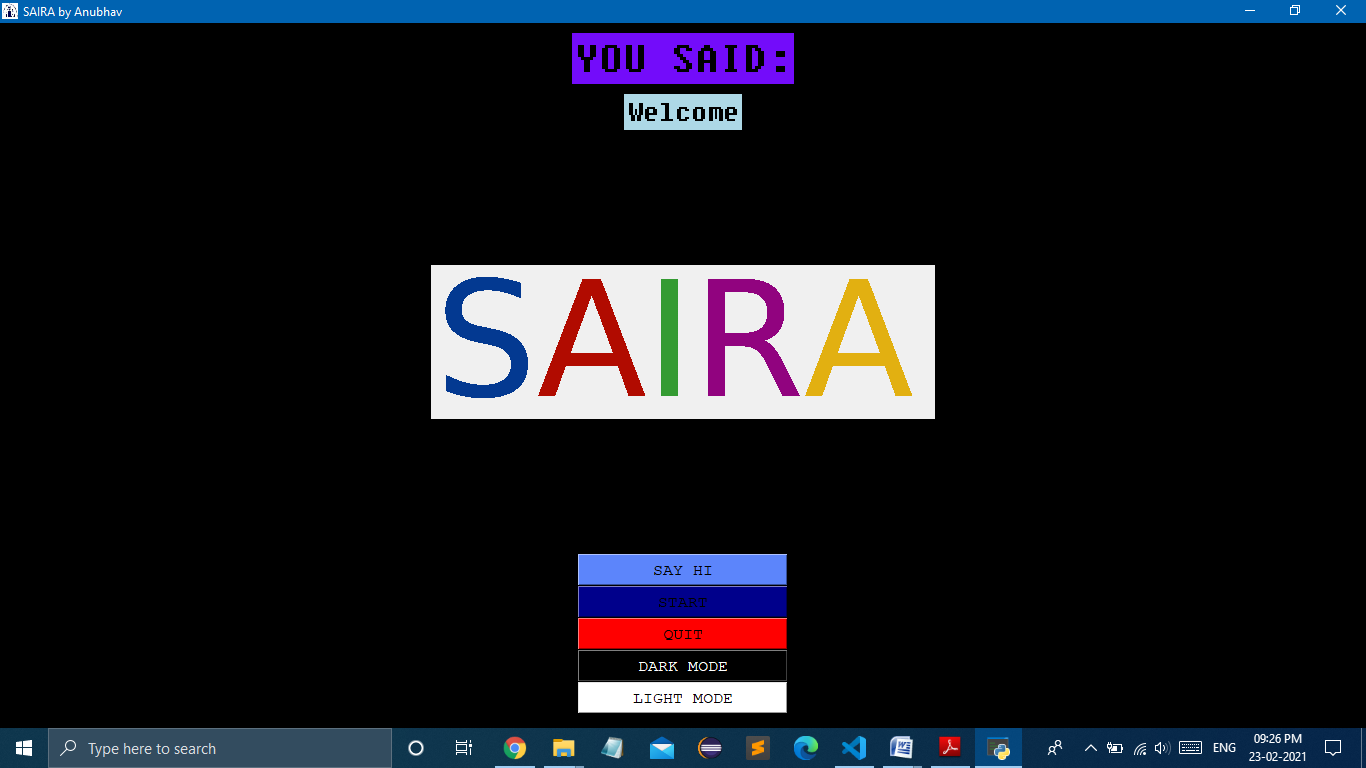 SAIRA by Anubhav
YOU SAID:
Welcome
SAIRA
SAY HI
START
QUIT
DARK MODE
LIGHT MODE
Type here to search
ENG
09:26 PM
23-02-2021